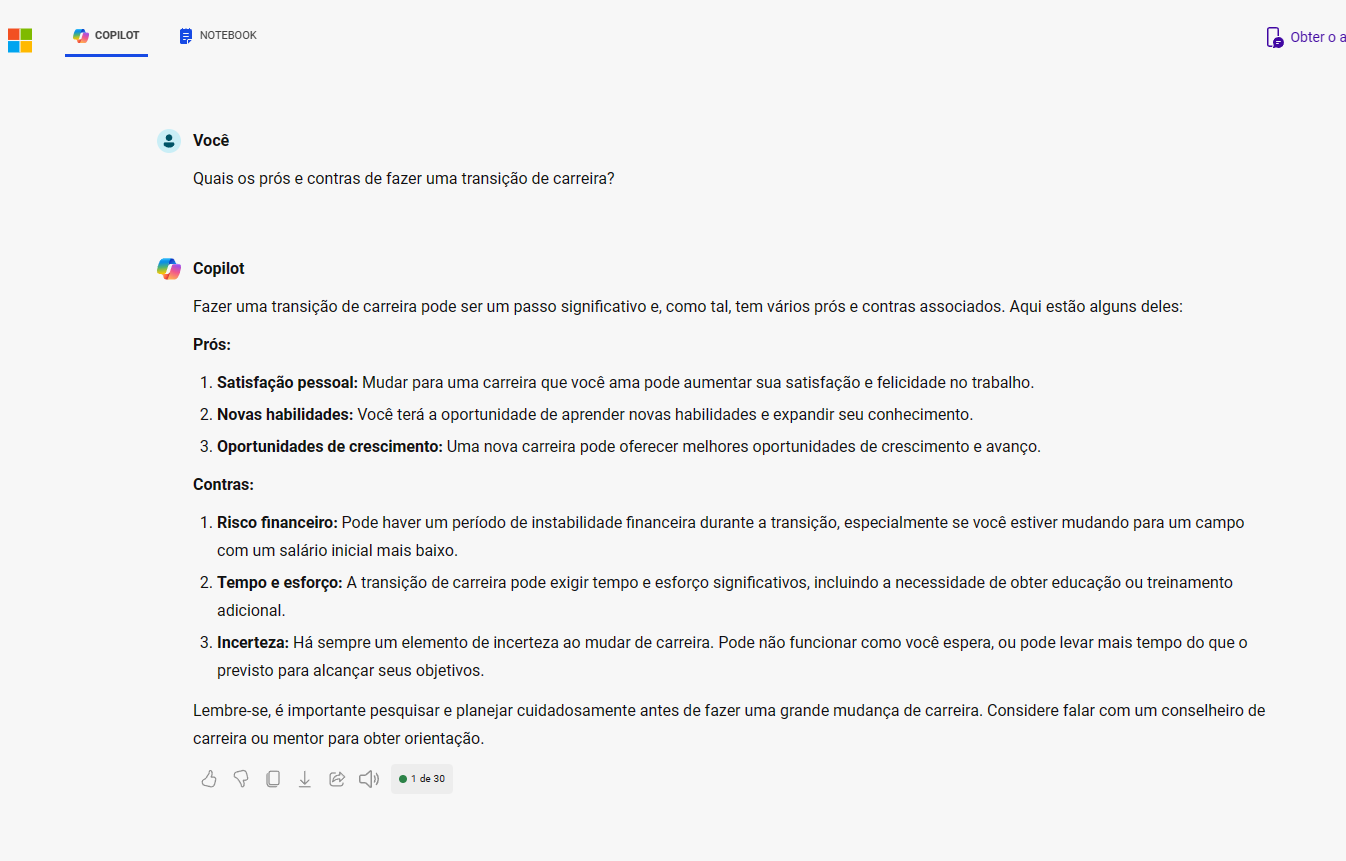 COPILOT
NOTEBOOK
Obter o a
Você
Quais os prós e contras de fazer uma transição de carreira?
Copilot
Fazer uma transição de carreira pode ser um passo significativo e, como tal, tem vários prós e contras associados. Aqui estão alguns deles:
Prós:
1. Satisfação pessoal: Mudar para uma carreira que você ama pode aumentar sua satisfação e felicidade no trabalho.
2. Novas habilidades: Você terá a oportunidade de aprender novas habilidades e expandir seu conhecimento.
3. Oportunidades de crescimento: Uma nova carreira pode oferecer melhores oportunidades de crescimento e avanço.
Contras:
1. Risco financeiro: Pode haver um período de instabilidade financeira durante a transição, especialmente se você estiver mudando para um campo
com um salário inicial mais baixo.
2. Tempo e esforço: A transição de carreira pode exigir tempo e esforço significativos, incluindo a necessidade de obter educação ou treinamento
adicional.
3. Incerteza: Há sempre um elemento de incerteza ao mudar de carreira. Pode não funcionar como você espera, ou pode levar mais tempo do que o
previsto para alcançar seus objetivos.
Lembre-se, é importante pesquisar e planejar cuidadosamente antes de fazer uma grande mudança de carreira. Considere falar com um conselheiro de
carreira ou mentor para obter orientação.
1 de 30